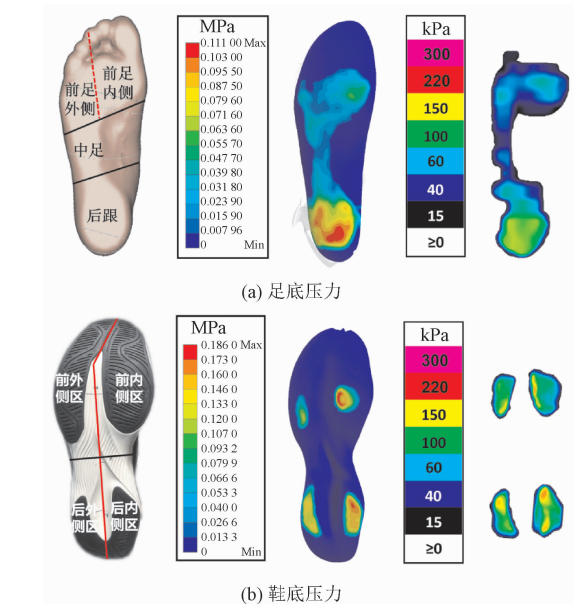 前足
外侧
前足
内侧
中足
后跟
MPa
0.111 00 Max
0.103 00
0.095 50
0.087 50
0.079 60
0.071 60
0.063 60
0.055 70
0.047 70
0.039 80
0.031 80
0.023 90
0.015 90
0.007 96
0 Min
kPa
300
220
150
100
60
40
15
≥0
(a) 足底压力
前外
侧区
前内
侧区
后外
侧区
后内
侧区
MPa
0.186 0 Max
0.173 0
0.160 0
0.146 0
0.133 0
0.120 0
0.107 0
0.093 2
0.079 9
0.066 6
0.053 3
0.040 0
0.026 6
0.013 3
0 Min
kPa
300
220
150
100
60
40
15
≥0
(b) 鞋底压力